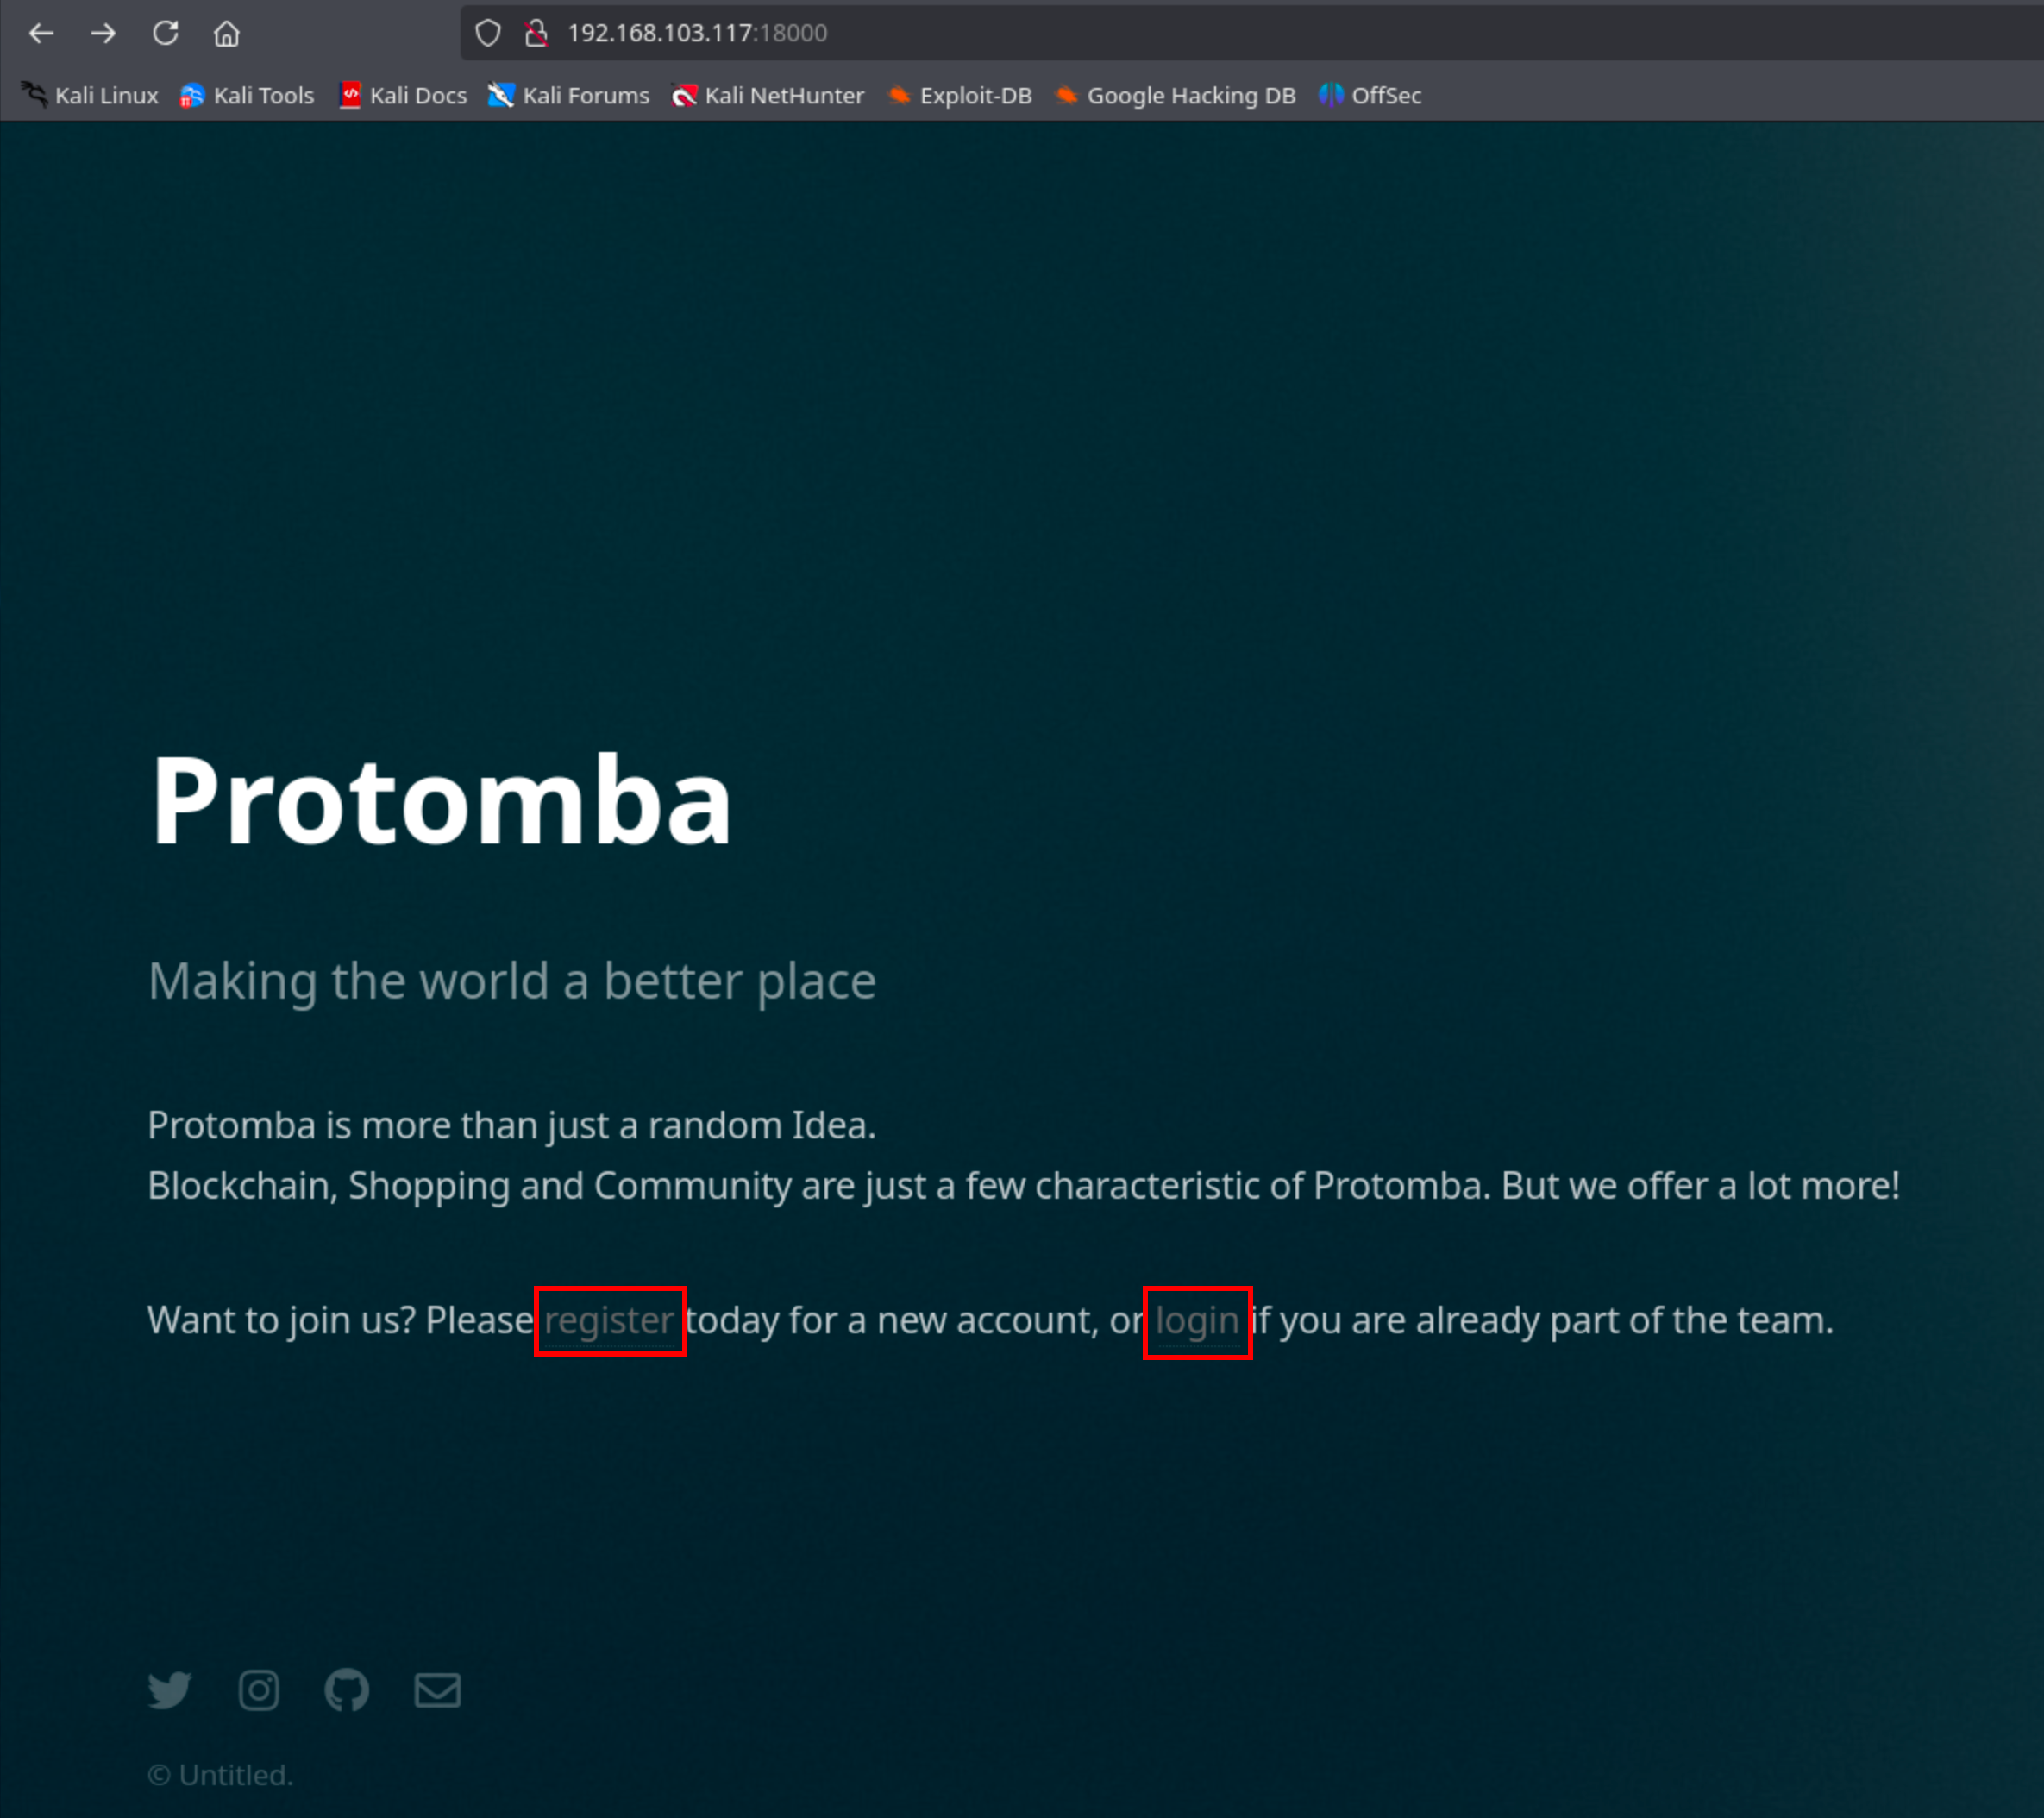 192.168.103.117:18000
Kali Linux Kali Tools Kali Docs Kali Forums Kali NetHunter Exploit-DB Google Hacking DB OffSec
Protomba
Making the world a better place
Protomba is more than just a random Idea.
Blockchain, Shopping and Community are just a few characteristic of Protomba. But we offer a lot more!
Want to join us? Please register today for a new account, or login if you are already part of the team.
© Untitled.